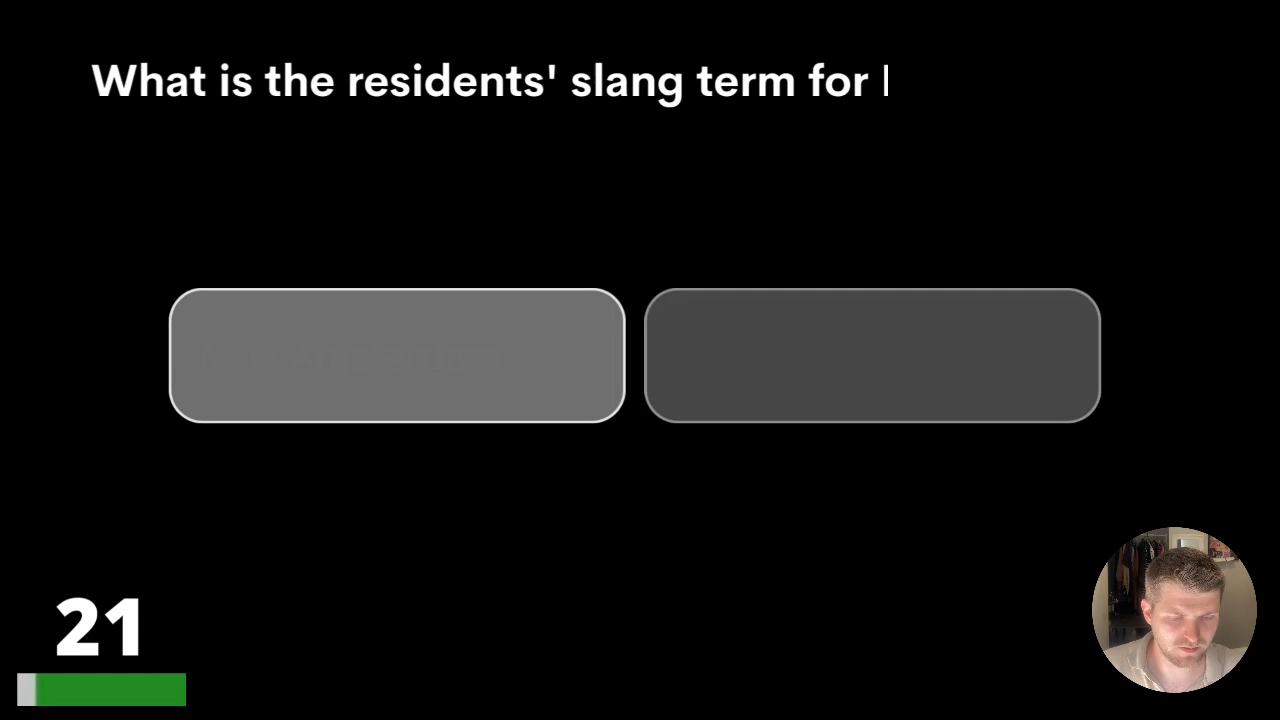 What is the residents' slang term for
21